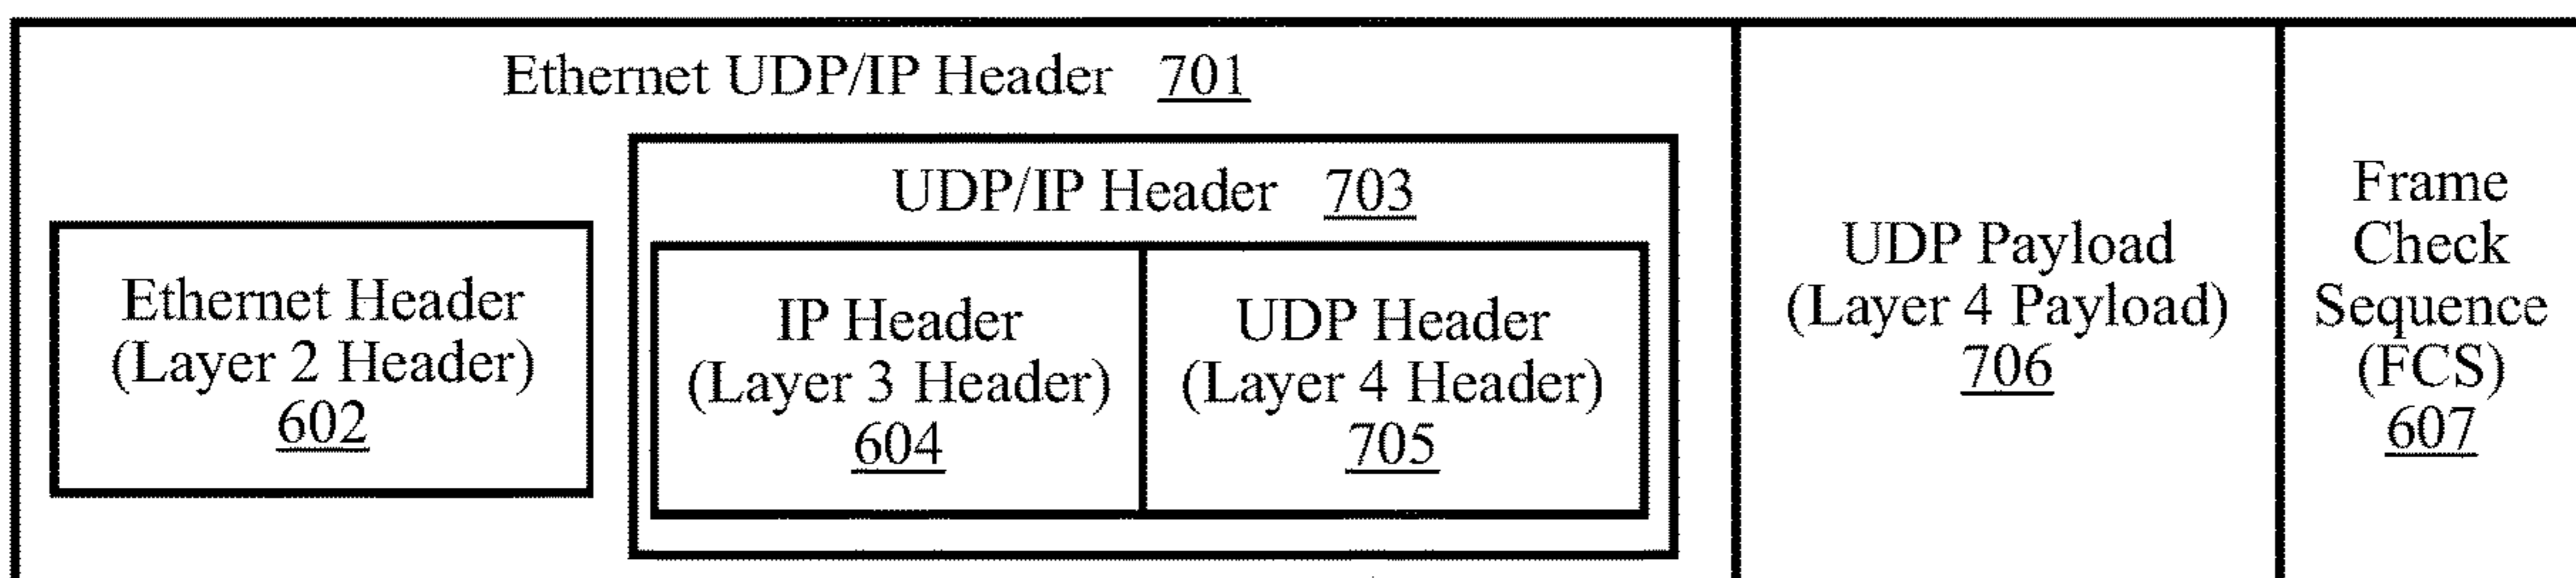 Ethernet UDP/IP Header 701
UDP/IP Header 703
Ethernet Header
(Layer 2 Header)
602
IP Header
(Layer 3 Header)
604
UDP Header
(Layer 4 Header)
705
UDP Payload
(Layer 4 Payload)
706
Frame
Check
Sequence
(FCS)
607